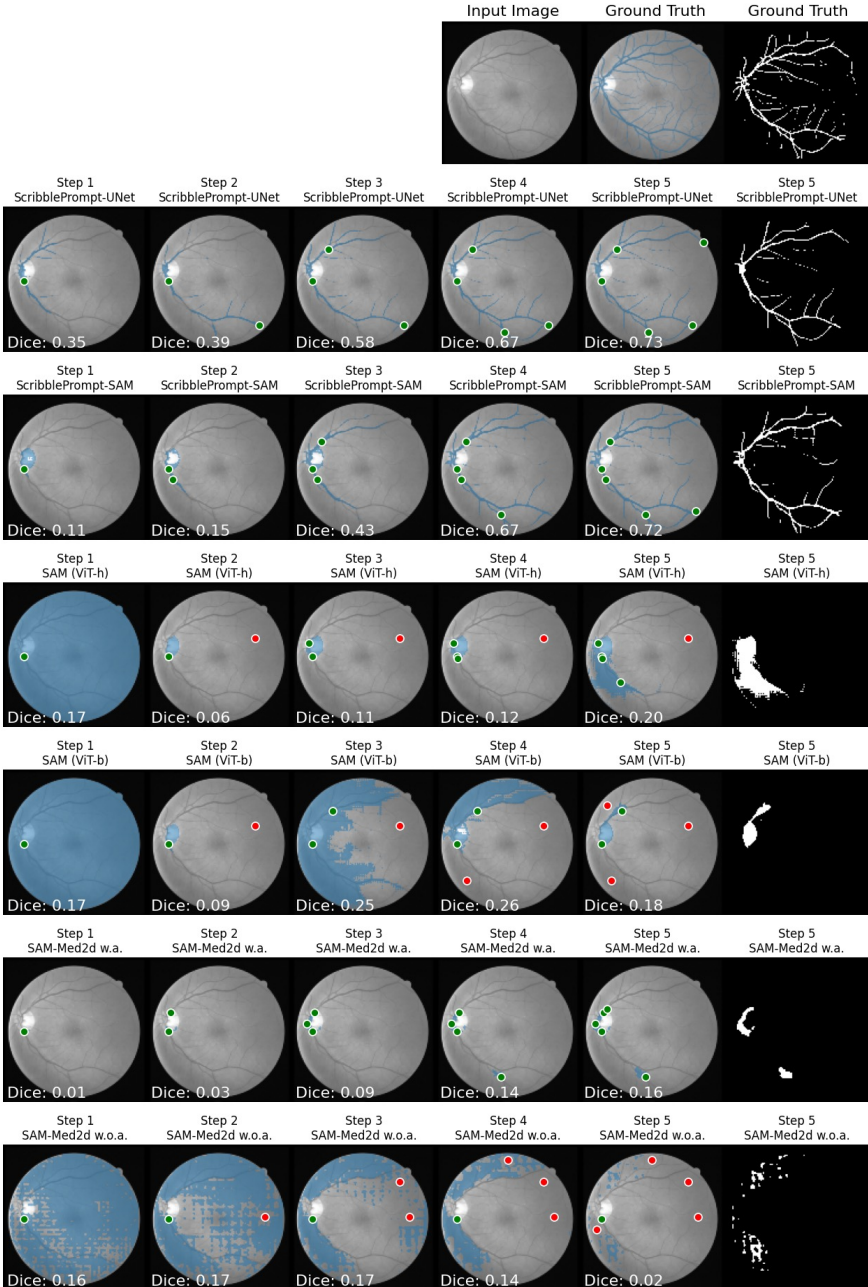 Input Image Ground Truth Ground Truth
Step 1 Step 2 Step 3 Step 4 Step 5 Step 5
ScribblePrompt-UNet ScribblePrompt-UNet ScribblePrompt-UNet ScribblePrompt-UNet ScribblePrompt-UNet ScribblePrompt-UNet
Dice: 0.35 Dice: 0.39 Dice: 0.58 Dice: 0.67 Dice: 0.73
Step 1 Step 2 Step 3 Step 4 Step 5 Step 5
ScribblePrompt-SAM ScribblePrompt-SAM ScribblePrompt-SAM ScribblePrompt-SAM ScribblePrompt-SAM ScribblePrompt-SAM
Dice: 0.11 Dice: 0.15 Dice: 0.43 Dice: 0.67 Dice: 0.72
Step 1 Step 2 Step 3 Step 4 Step 5 Step 5
SAM (ViT-h) SAM (ViT-h) SAM (ViT-h) SAM (ViT-h) SAM (ViT-h) SAM (ViT-h)
Dice: 0.17 Dice: 0.06 Dice: 0.11 Dice: 0.12 Dice: 0.20
Step 1 Step 2 Step 3 Step 4 Step 5 Step 5
SAM (ViT-b) SAM (ViT-b) SAM (ViT-b) SAM (ViT-b) SAM (ViT-b) SAM (ViT-b)
Dice: 0.17 Dice: 0.09 Dice: 0.25 Dice: 0.26 Dice: 0.18
Step 1 Step 2 Step 3 Step 4 Step 5 Step 5
SAM-Med2d w.a. SAM-Med2d w.a. SAM-Med2d w.a. SAM-Med2d w.a. SAM-Med2d w.a. SAM-Med2d w.a.
Dice: 0.01 Dice: 0.03 Dice: 0.09 Dice: 0.14 Dice: 0.16
Step 1 Step 2 Step 3 Step 4 Step 5 Step 5
SAM-Med2d w.o.a. SAM-Med2d w.o.a. SAM-Med2d w.o.a. SAM-Med2d w.o.a. SAM-Med2d w.o.a. SAM-Med2d w.o.a.
Dice: 0.16 Dice: 0.17 Dice: 0.17 Dice: 0.14 Dice: 0.02